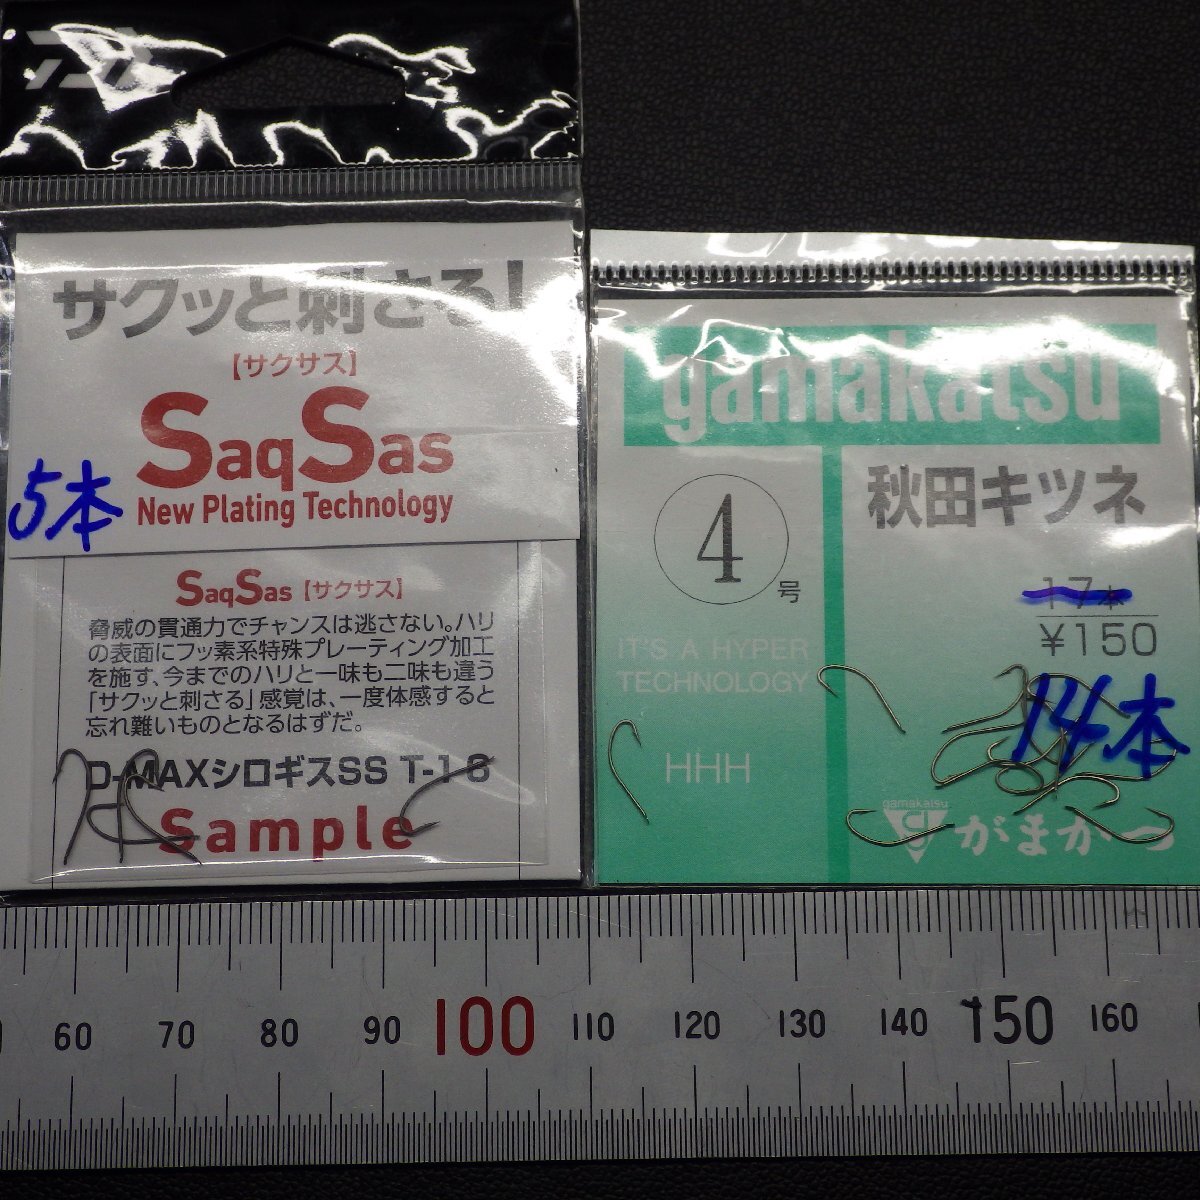 サクッと刺さる!
【サクサス】
SaqSas
New Plating Technology
5本
SaqSas【サクサス】
脅威の貫通力でチャンスは逃さない。ハリ
の表面にフッ素系特殊プレーティング加工
を施す、今までのハリと一味も二味も違う
「サクッと刺さる」感覚は、一度体感すると
忘れ難いものとなるはずだ。
D-MAXシロギスSS T-1 8
Sample
gamakatsu
4号
秋田キツネ
17本
¥150
14本
IT'S A HYPER
TECHNOLOGY
HHH
gamakatsu
がまかつ
60 70 80 90 100 110 120 130 140 150 160